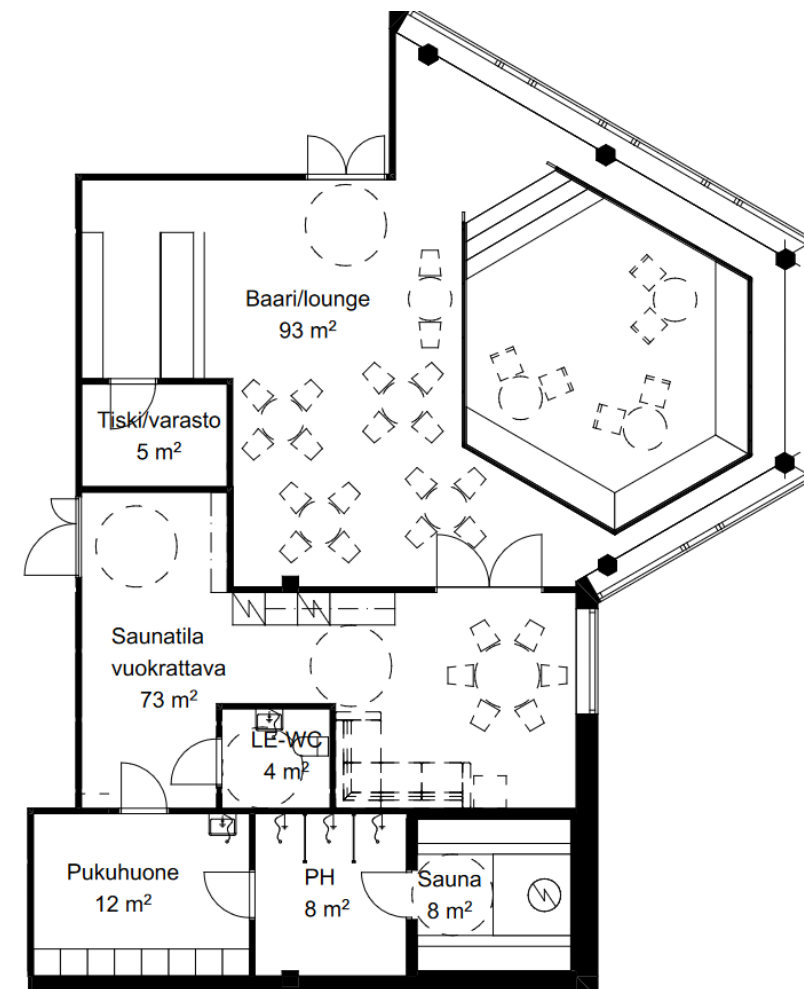 Baari/lounge
93 m²
Tiski/varasto
5 m²
Saunatila
vuokrattava
73 m²
LE-WC
4 m²
Pukuhuone
12 m²
PH
8 m²
Sauna
8 m²